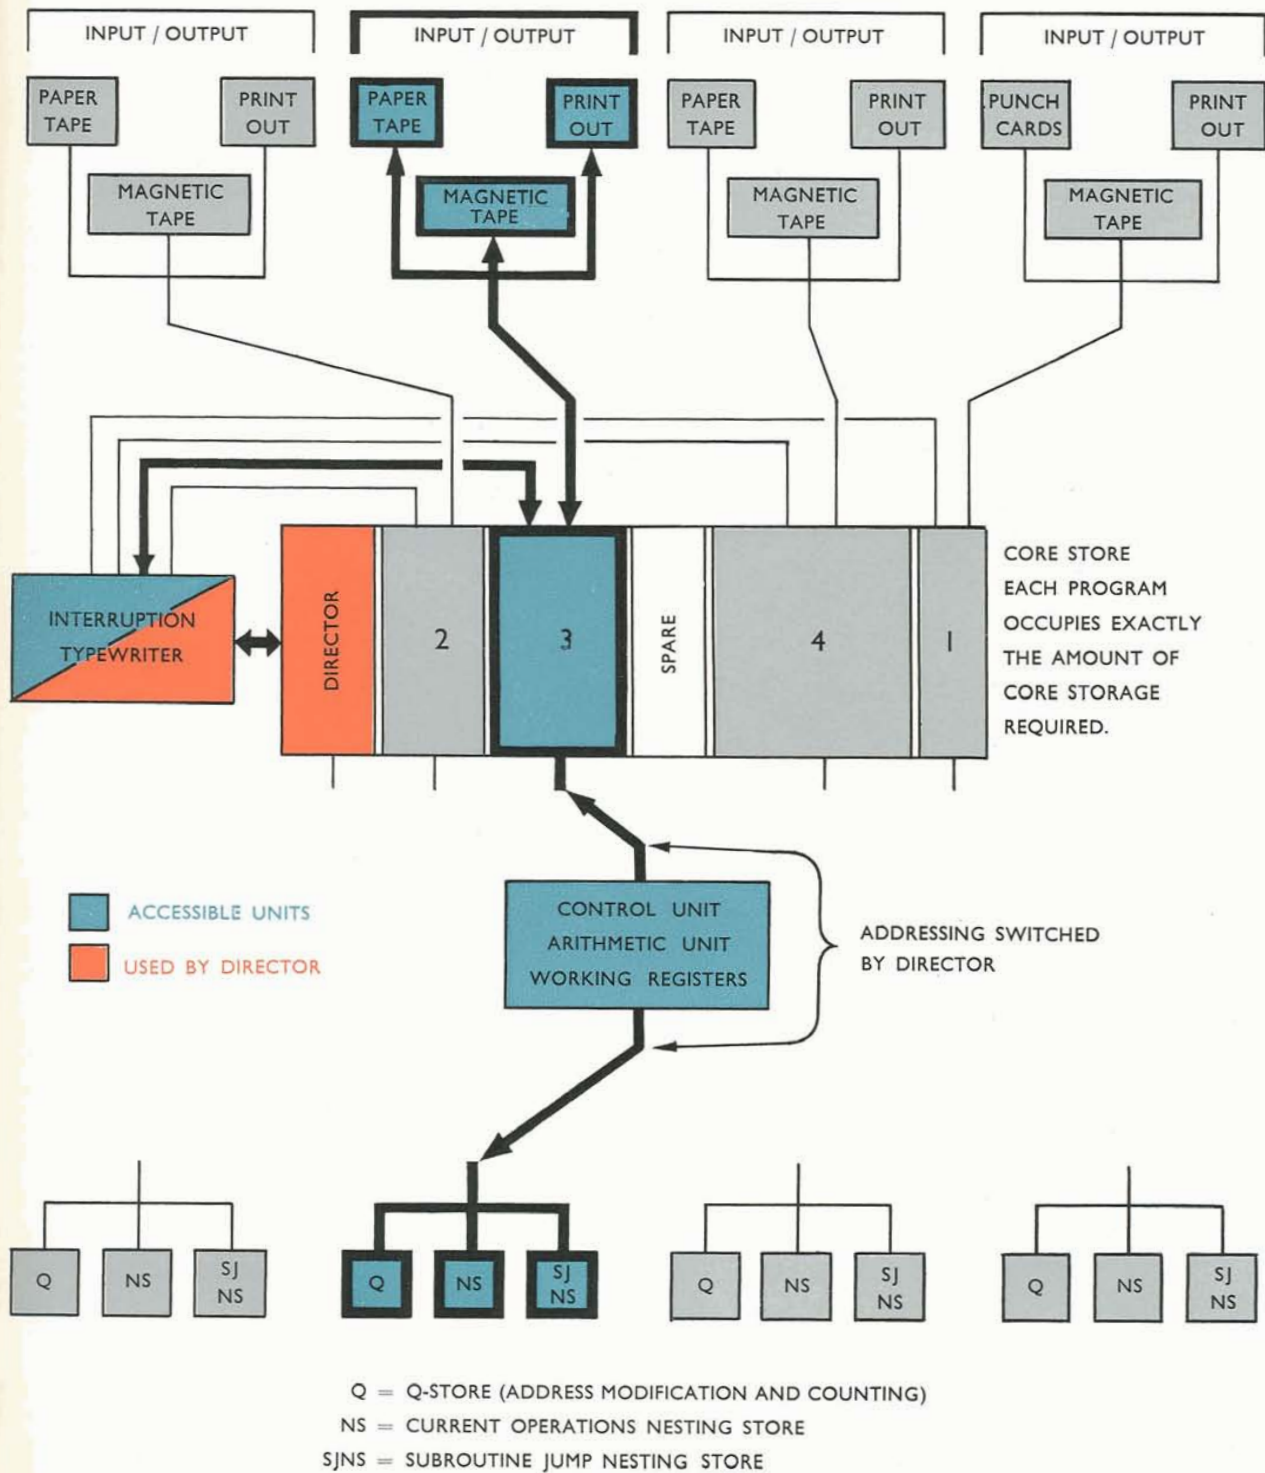 INPUT / OUTPUT
INPUT / OUTPUT
INPUT / OUTPUT
INPUT / OUTPUT
PAPER
TAPE
PRINT
OUT
MAGNETIC
TAPE
PAPER
TAPE
PRINT
OUT
MAGNETIC
TAPE
PAPER
TAPE
PRINT
OUT
MAGNETIC
TAPE
PUNCH
CARDS
PRINT
OUT
MAGNETIC
TAPE
INTERRUPTION
TYPEWRITER
DIRECTOR
2
3
SPARE
4
1
CORE STORE
EACH PROGRAM
OCCUPIES EXACTLY
THE AMOUNT OF
CORE STORAGE
REQUIRED.
ACCESSIBLE UNITS
USED BY DIRECTOR
CONTROL UNIT
ARITHMETIC UNIT
WORKING REGISTERS
ADDRESSING SWITCHED
BY DIRECTOR
Q
NS
SJ
NS
Q
NS
SJ
NS
Q
NS
SJ
NS
Q
NS
SJ
NS
Q = Q-STORE (ADDRESS MODIFICATION AND COUNTING)
NS = CURRENT OPERATIONS NESTING STORE
SJNS = SUBROUTINE JUMP NESTING STORE